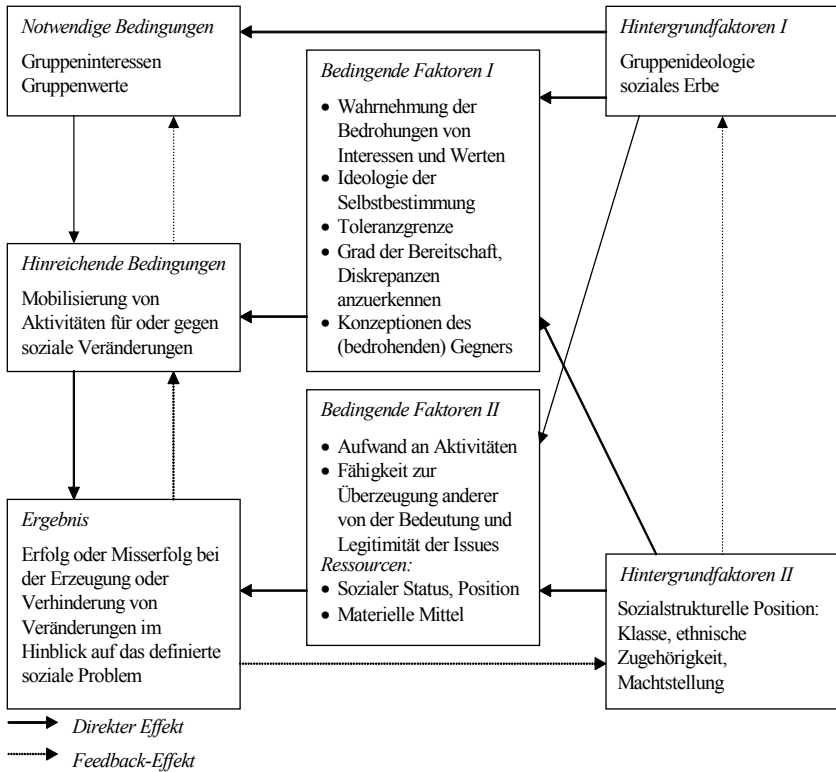 Notwendige Bedingungen
Gruppeninteressen
Gruppenwerte
Bedingende Faktoren I
• Wahrnehmung der
Bedrohungen von
Interessen und Werten
• Ideologie der
Selbstbestimmung
• Toleranzgrenze
• Grad der Bereitschaft,
Diskrepanzen
anzuerkennen
• Konzeptionen des
(bedrohenden) Gegners
Hintergrundfaktoren I
Gruppenideologie
soziales Erbe
Hinreichende Bedingungen
Mobilisierung von
Aktivitäten für oder gegen
soziale Veränderungen
Bedingende Faktoren II
• Aufwand an Aktivitäten
• Fähigkeit zur
Überzeugung anderer
von der Bedeutung und
Legitimität der Issues
Ressourcen:
• Sozialer Status, Position
• Materielle Mittel
Ergebnis
Erfolg oder Misserfolg bei
der Erzeugung oder
Verhinderung von
Veränderungen im
Hinblick auf das definierte
soziale Problem
Hintergrundfaktoren II
Sozialstrukturelle Position:
Klasse, ethnische
Zugehörigkeit,
Machtstellung
Direkter Effekt
Feedback-Effekt